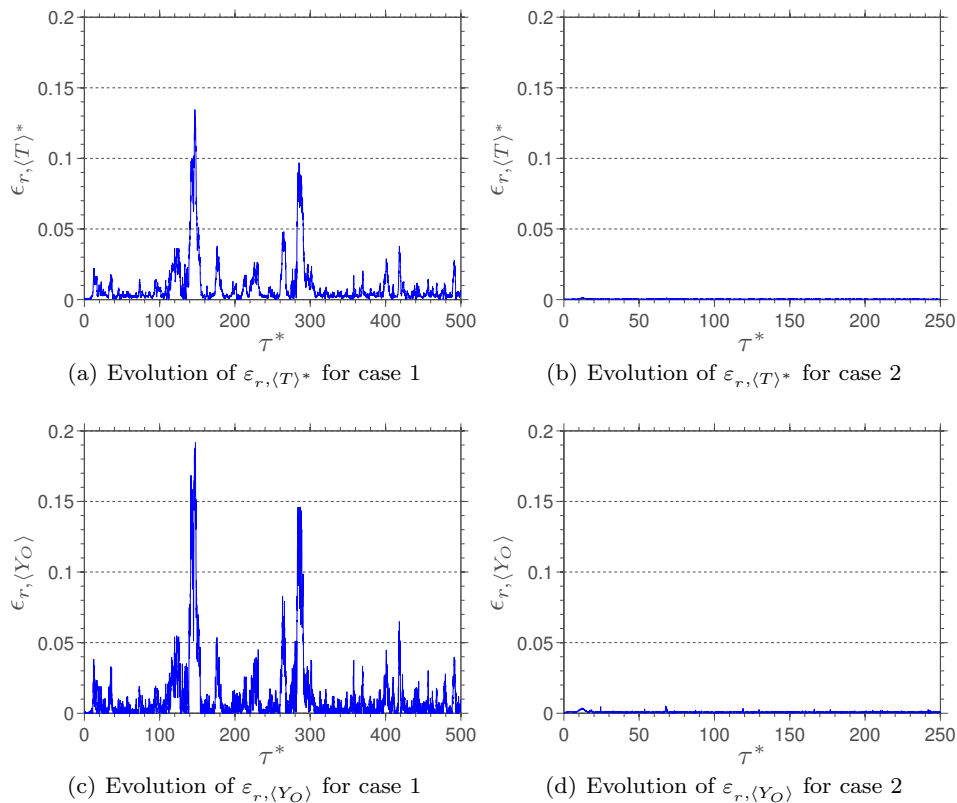 0.2
0.15
0.1
0.05
0
ϵ_{r,⟨T⟩*}
0 100 200 300 400 500
τ*
(a) Evolution of ε_{r,⟨T⟩*} for case 1
0.2
0.15
0.1
0.05
0
ϵ_{r,⟨T⟩*}
0 50 100 150 200 250
τ*
(b) Evolution of ε_{r,⟨T⟩*} for case 2
0.2
0.15
0.1
0.05
0
ϵ_{r,⟨Y_O⟩}
0 100 200 300 400 500
τ*
(c) Evolution of ε_{r,⟨Y_O⟩} for case 1
0.2
0.15
0.1
0.05
0
ϵ_{r,⟨Y_O⟩}
0 50 100 150 200 250
τ*
(d) Evolution of ε_{r,⟨Y_O⟩} for case 2